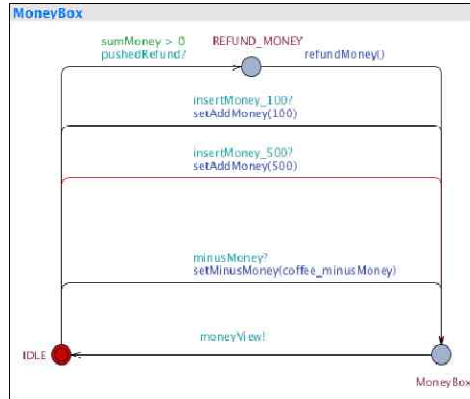 MoneyBox
sumMoney > 0
pushedRefund?
REFUND_MONEY
refundMoney()
insertMoney_100?
setAddMoney(100)
insertMoney_500?
setAddMoney(500)
minusMoney?
setMinusMoney(coffee_minusMoney)
moneyView!
IDLE
MoneyBox